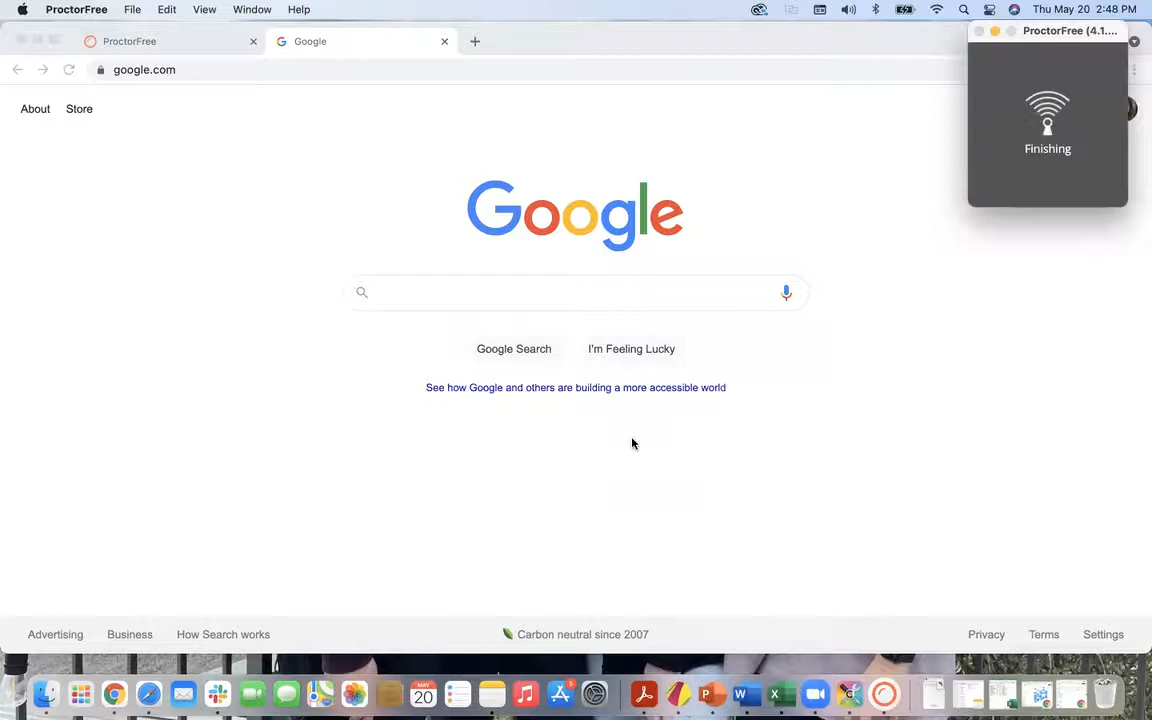 ProctorFree File Edit View Window Help Thu May 20 2:48 PM
ProctorFree Google ProctorFree (4.1....
google.com
About Store
Finishing
Google
Google Search I'm Feeling Lucky
See how Google and others are building a more accessible world
Advertising Business How Search works Carbon neutral since 2007 Privacy Terms Settings
MAY
20
5
P W X